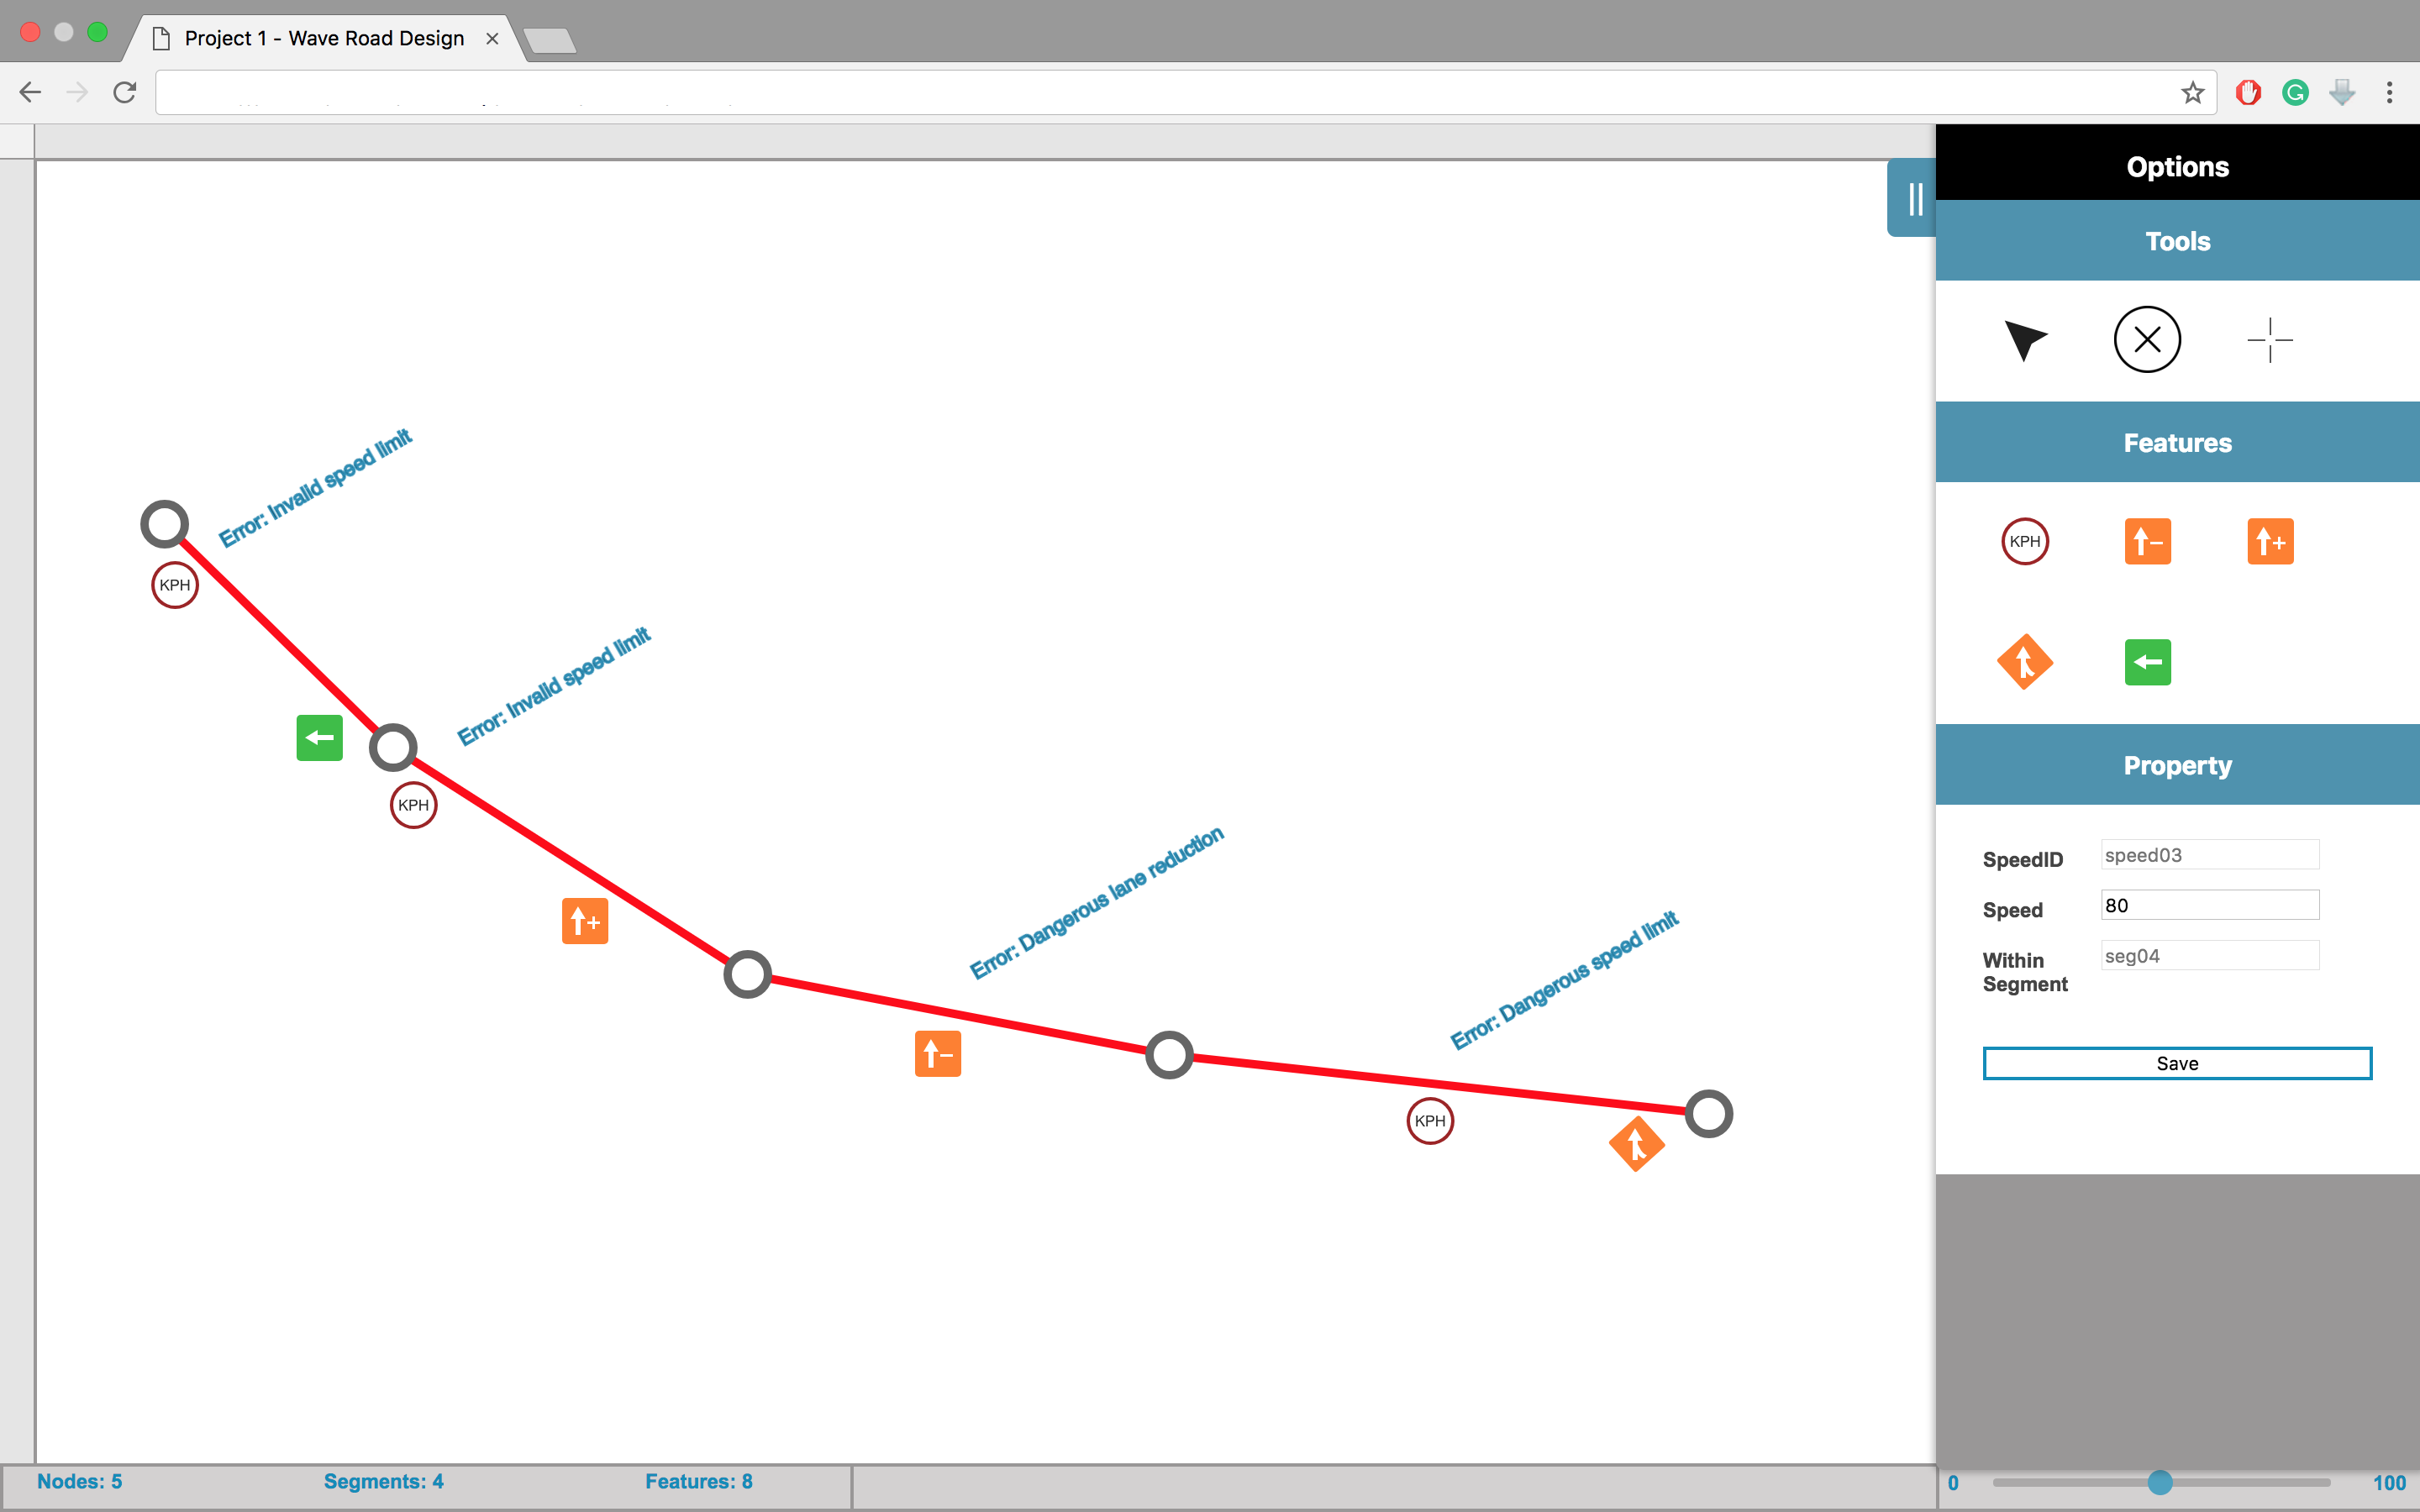 Project 1 - Wave Road Design
Options
Tools
Features
KPH
Property
SpeedID speed03
Speed 80
Within Segment seg04
Save
Error: Invalid speed limit
KPH
Error: Invalid speed limit
KPH
Error: Dangerous lane reduction
Error: Dangerous speed limit
KPH
Nodes: 5 Segments: 4 Features: 8
0 100